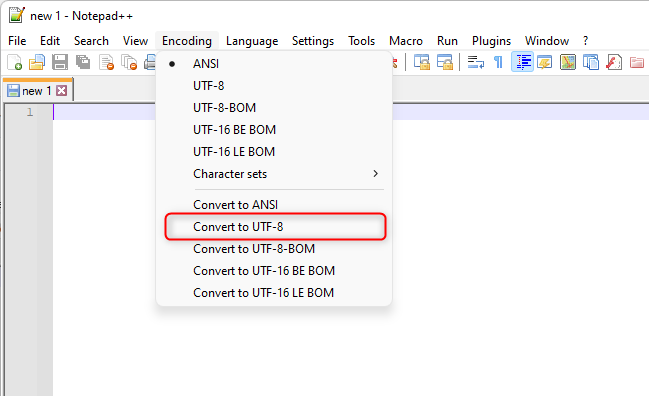 new 1 - Notepad++
File Edit Search View Encoding Language Settings Tools Macro Run Plugins Window ?
new 1
1
ANSI
UTF-8
UTF-8-BOM
UTF-16 BE BOM
UTF-16 LE BOM
Character sets
Convert to ANSI
Convert to UTF-8
Convert to UTF-8-BOM
Convert to UTF-16 BE BOM
Convert to UTF-16 LE BOM